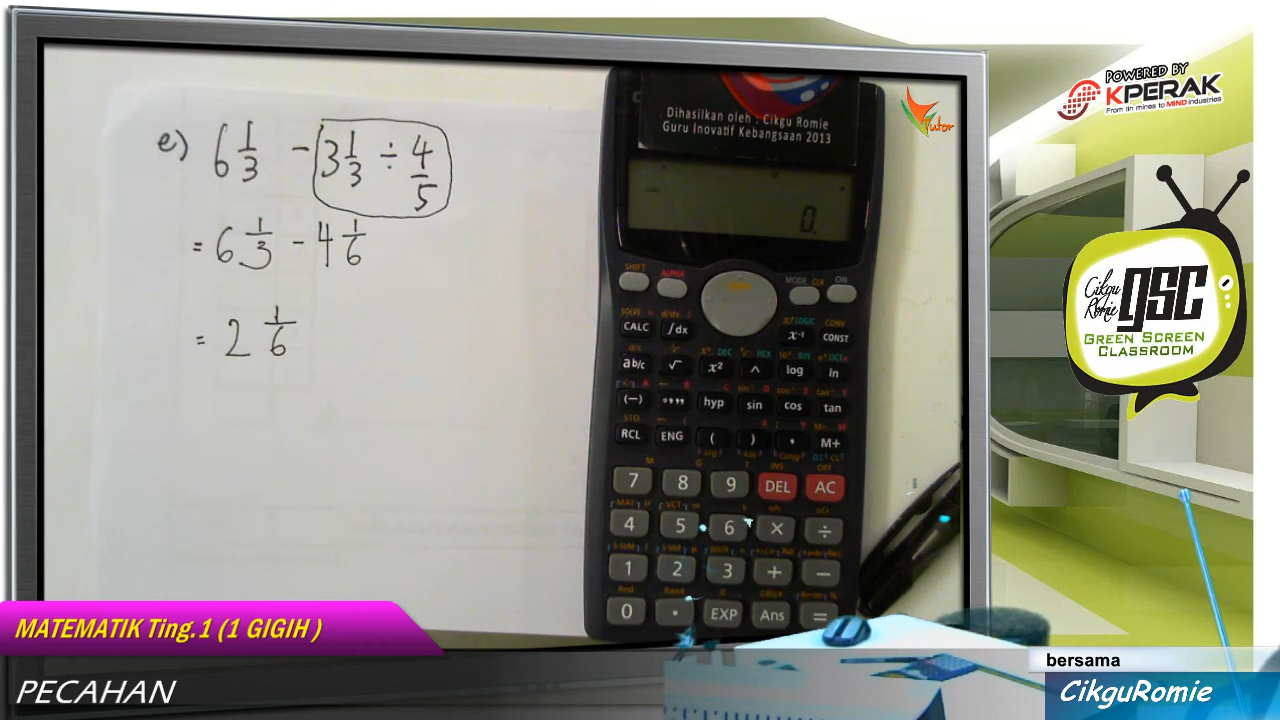 e) 6 1/3 - 3 1/3 ÷ 4/5
= 6 1/3 - 4 1/6
= 2 1/6
Dihasilkan oleh : Cikgu Romie
Guru Inovatif Kebangsaan 2013
0.
SHIFT ALPHA MODE CLR ON
CALC ∫dx x⁻¹ CONST
ab/c √ x² ^ log ln
(−) °,,, hyp sin cos tan
RCL ENG ( ) , M+
7 8 9 DEL AC
4 5 6 × ÷
1 2 3 + −
0 . EXP Ans =
Tutor
POWERED BY
KPERAK
From tin mines to MIND industries
Cikgu
Romie
GSC
GREEN SCREEN
CLASSROOM
MATEMATIK Ting.1 (1 GIGIH )
PECAHAN
bersama
CikguRomie